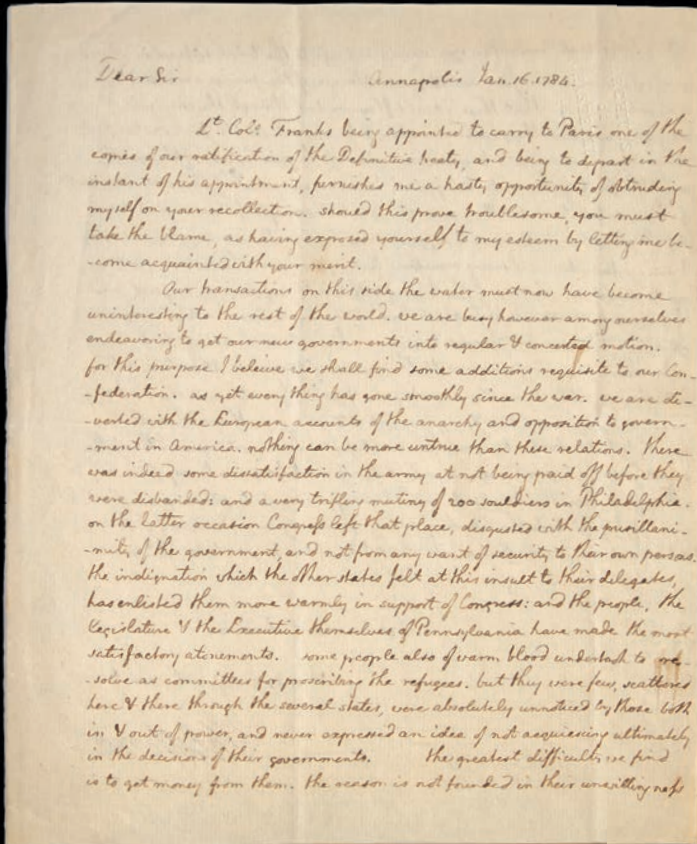 Dear Sir Annapolis Jan. 16. 1784.
Lt. Colo. Franks being appointed to carry to Paris one of the
copies of our ratification of the Definitive treaty, and being to depart in the
instant of his appointment, furnishes me a hasty opportunity of obtruding
myself on your recollection. should this prove troublesome, you must
take the blame, as having exposed yourself to my esteem by letting me be-
-come acquainted with your merit.
Our transactions on this side the water must now have become
uninteresting to the rest of the world. we are busy however among ourselves
endeavoring to get our new governments into regular & concerted motion.
for this purpose I beleive we shall find some additions requisite to our Con-
-federation. as yet every thing has gone smoothly since the war. we are di-
-verted with the European accounts of the anarchy and opposition to govern-
-ment in America. nothing can be more untrue than these relations. there
was indeed some dissatisfaction in the army at not being paid off before they
were disbanded: and a very trifling mutiny of 200 souldiers in Philadelphia.
on the latter occasion Congress left that place, disgusted with the pusillani-
-mity of the government, and not from any want of security to their own persons.
the indignation which the other states felt at this insult to their delegates,
has enlisted them more warmly in support of Congress: and the people, the
legislature & the Executive themselves of Pennsylvania have made the most
satisfactory atonements. some people also of warm blood undertook to re-
-solve as committees for proscribing the refugees. but they were few, scattered
here & there through the several states, were absolutely unnoticed by those both
in & out of power, and never expressed an idea of not acquiescing ultimately
in the decisions of their governments. the greatest difficulty we find
is to get money from them. the reason is not founded in their unwillingness